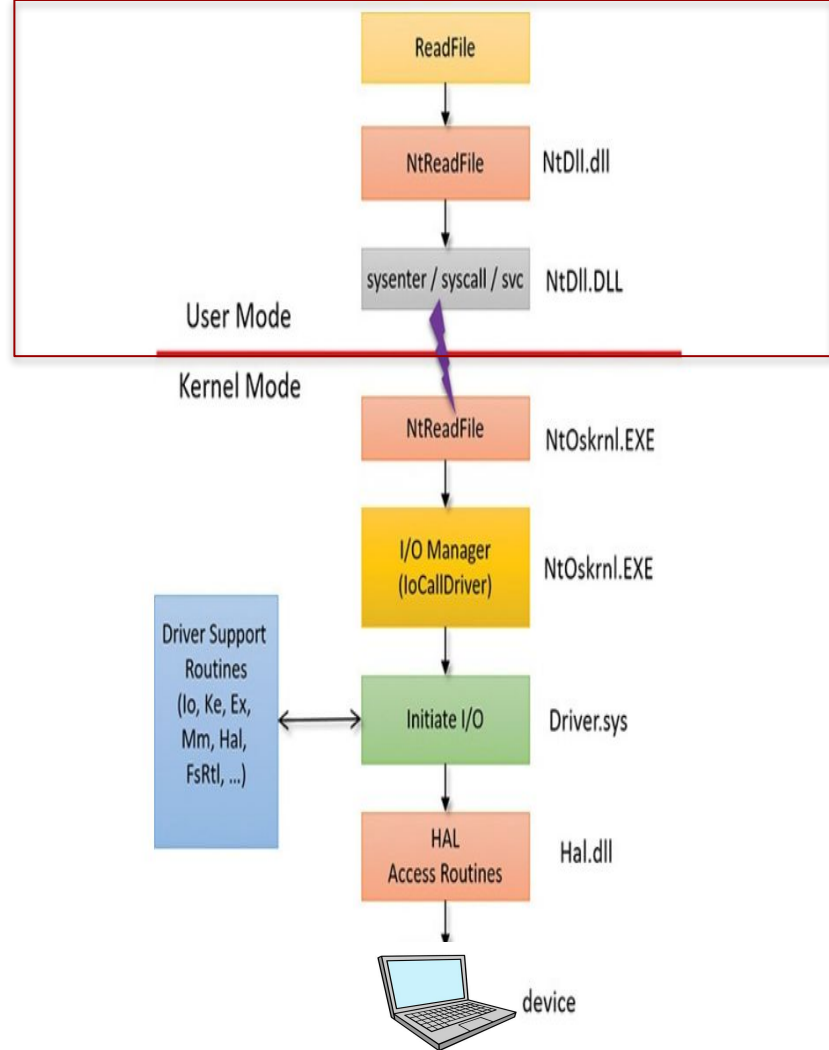 ReadFile
NtReadFile
NtDll.dll
sysenter / syscall / svc
NtDll.DLL
User Mode
Kernel Mode
NtReadFile
NtOskrnl.EXE
I/O Manager
(IoCallDriver)
NtOskrnl.EXE
Driver Support
Routines
(Io, Ke, Ex,
Mm, Hal,
FsRtl, ...)
Initiate I/O
Driver.sys
HAL
Access Routines
Hal.dll
device